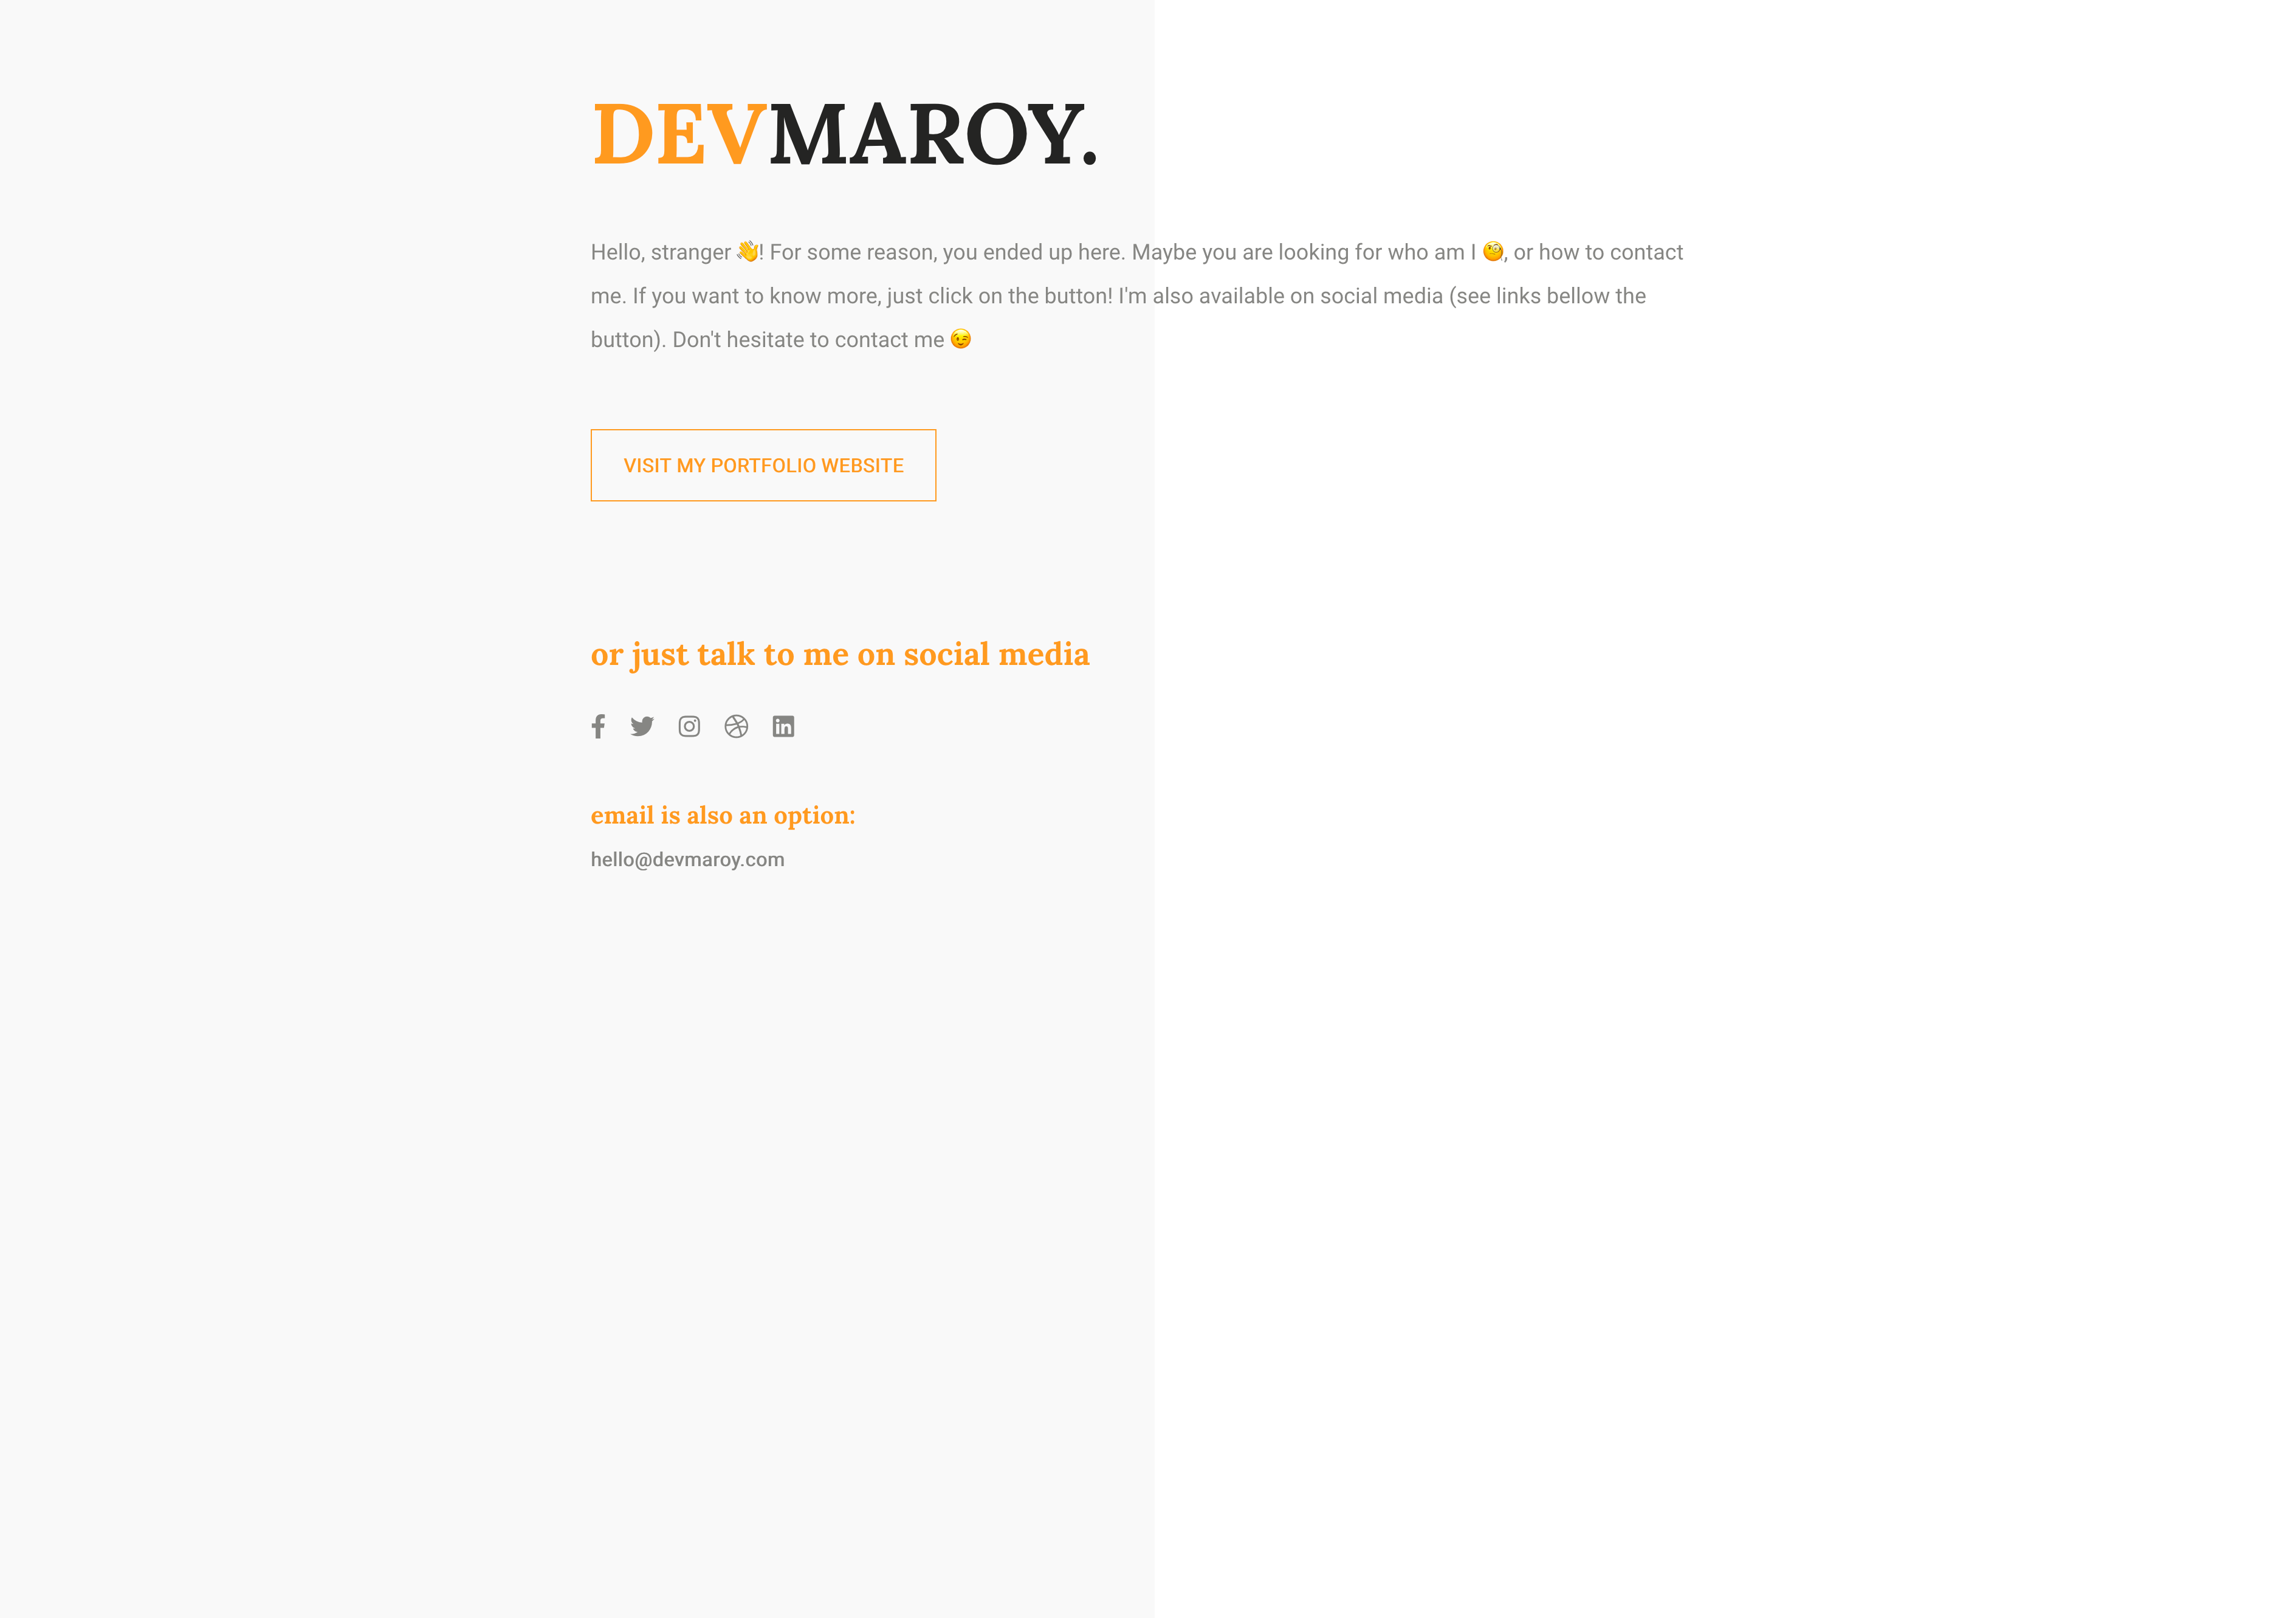 DEVMAROY.
Hello, stranger 👋! For some reason, you ended up here. Maybe you are looking for who am I 🧐, or how to contact
me. If you want to know more, just click on the button! I'm also available on social media (see links bellow the
button). Don't hesitate to contact me 😉
VISIT MY PORTFOLIO WEBSITE
or just talk to me on social media
email is also an option:
hello@devmaroy.com